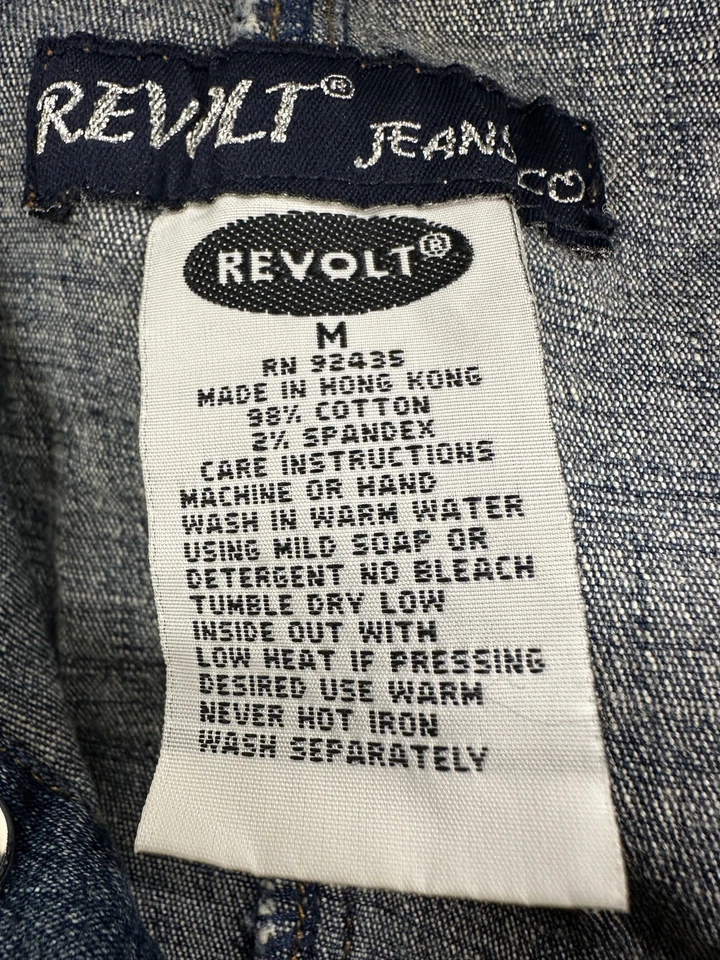 REVOLT® JEANS CO
REVOLT®
M
RN 92435
MADE IN HONG KONG
98% COTTON
2% SPANDEX
CARE INSTRUCTIONS
MACHINE OR HAND
WASH IN WARM WATER
USING MILD SOAP OR
DETERGENT NO BLEACH
TUMBLE DRY LOW
INSIDE OUT WITH
LOW HEAT IF PRESSING
DESIRED USE WARM
NEVER HOT IRON
WASH SEPARATELY